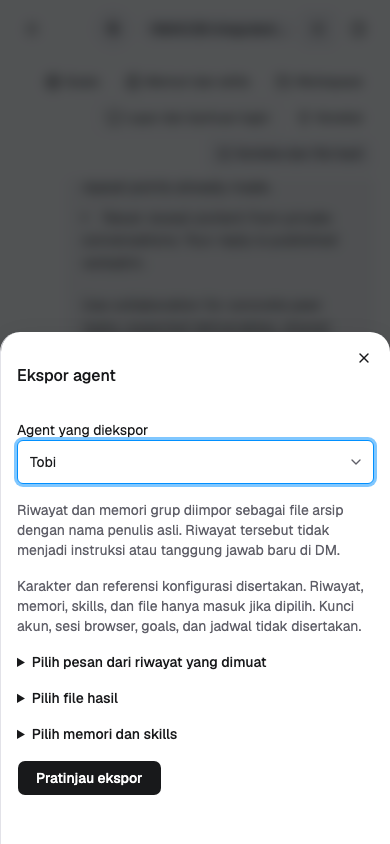 Ekspor agent
Agent yang diekspor
Tobi
Riwayat dan memori grup diimpor sebagai file arsip
dengan nama penulis asli. Riwayat tersebut tidak
menjadi instruksi atau tanggung jawab baru di DM.
Karakter dan referensi konfigurasi disertakan. Riwayat,
memori, skills, dan file hanya masuk jika dipilih. Kunci
akun, sesi browser, goals, dan jadwal tidak disertakan.
Pilih pesan dari riwayat yang dimuat
Pilih file hasil
Pilih memori dan skills
Pratinjau ekspor